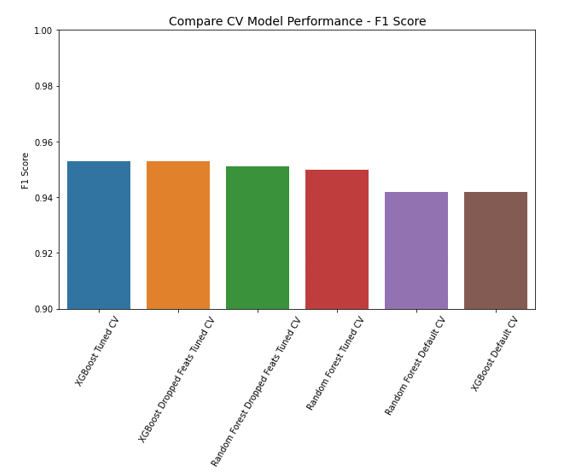 Compare CV Model Performance - F1 Score
1.00
0.98
0.96
0.94
0.92
0.90
F1 Score
XGBoost Tuned CV
XGBoost Dropped Feats Tuned CV
Random Forest Dropped Feats Tuned CV
Random Forest Tuned CV
Random Forest Default CV
XGBoost Default CV